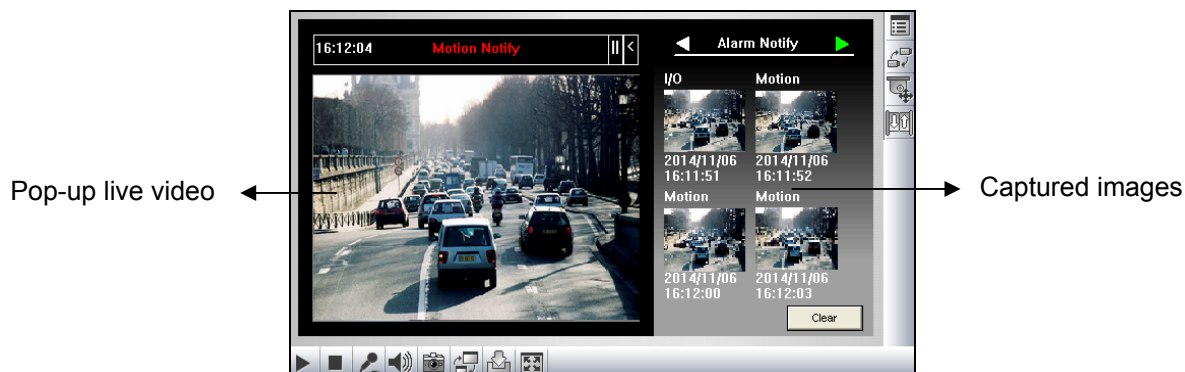 16:12:04 Motion Notify
Alarm Notify
I/O Motion
2014/11/06 2014/11/06
16:11:51 16:11:52
Pop-up live video
Captured images
Motion Motion
2014/11/06 2014/11/06
16:12:00 16:12:03
Clear